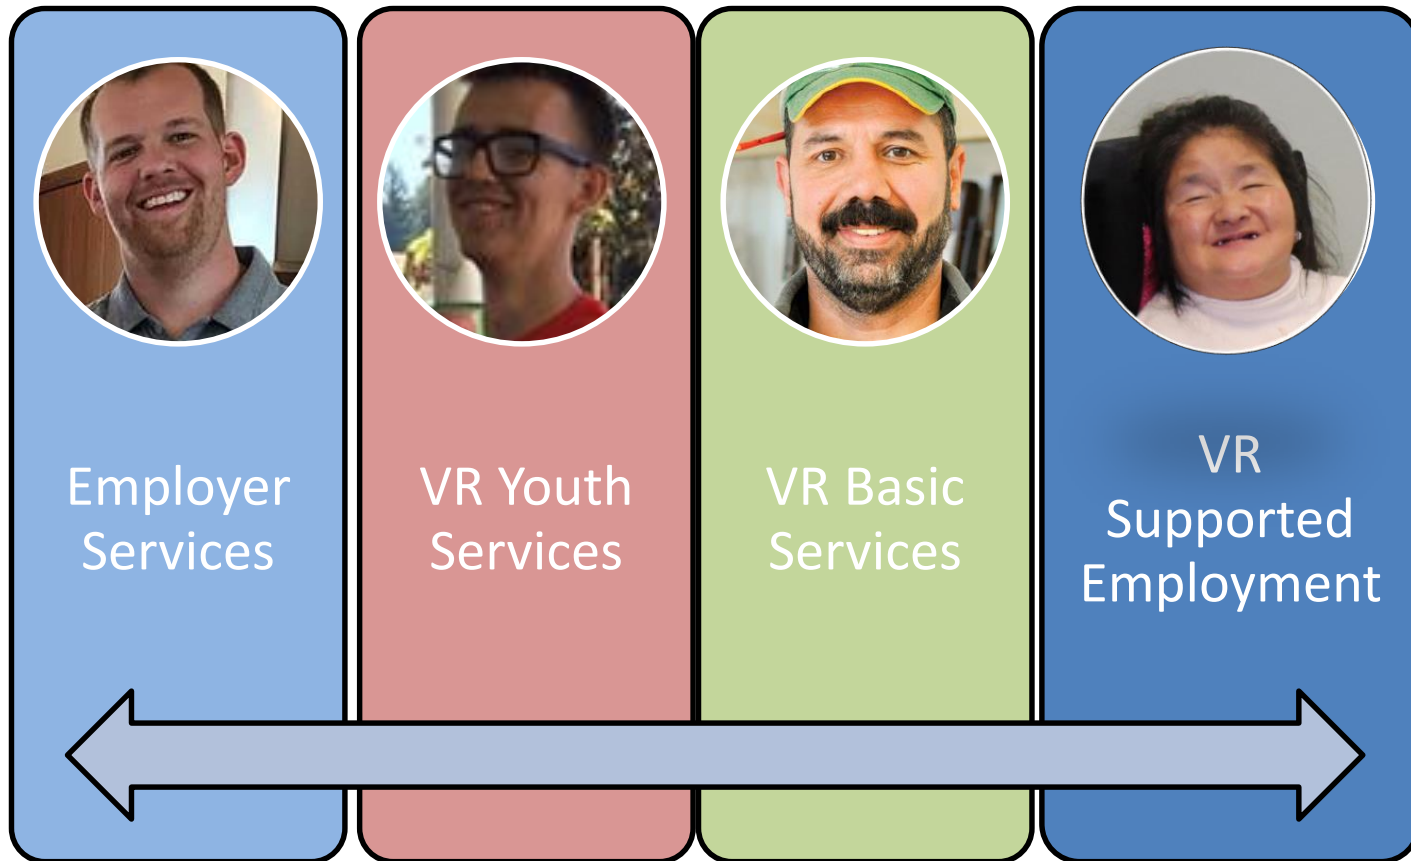 Employer
Services
VR Youth
Services
VR Basic
Services
VR
Supported
Employment